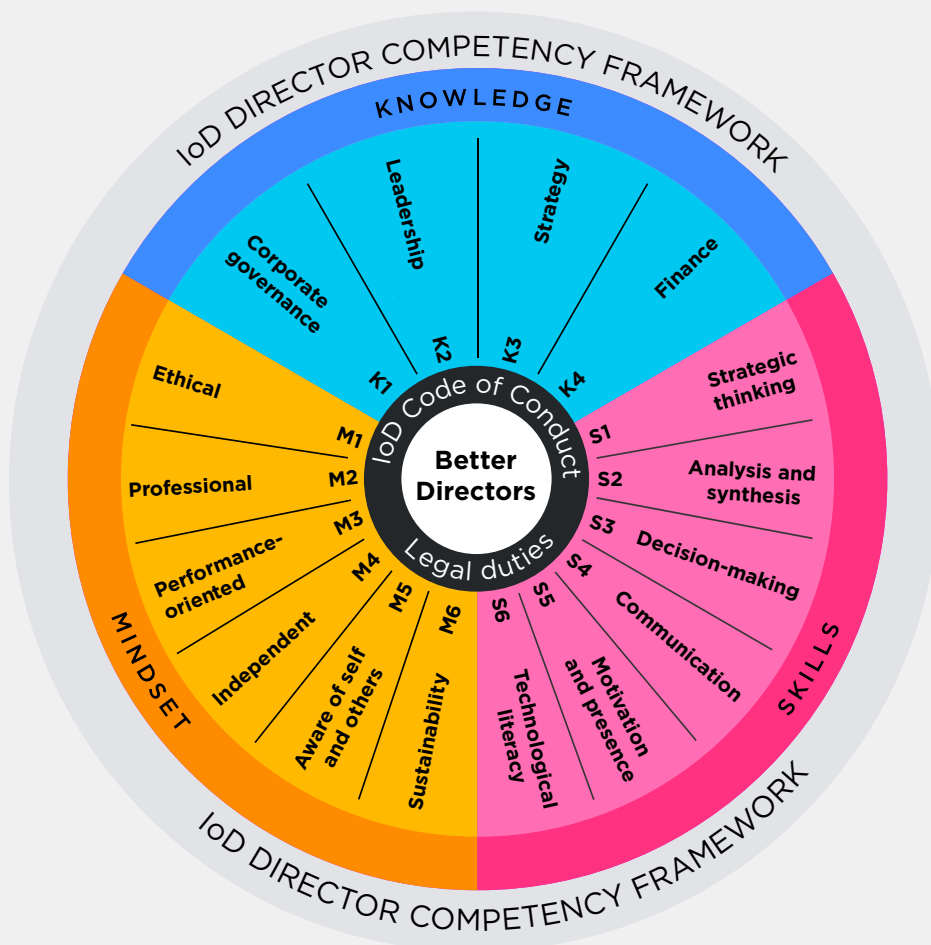 IoD DIRECTOR COMPETENCY FRAMEWORK
KNOWLEDGE
Corporate
governance
K1
Leadership
K2
Strategy
K3
Finance
K4
SKILLS
Strategic
thinking
S1
Analysis and
synthesis
S2
Decision-making
S3
Communication
S4
Motivation
and presence
S5
Technological
literacy
S6
MINDSET
Ethical
M1
Professional
M2
Performance-
oriented
M3
Independent
M4
Aware of self
and others
M5
Sustainability
M6
IoD Code of Conduct
Better
Directors
Legal duties
IoD DIRECTOR COMPETENCY FRAMEWORK